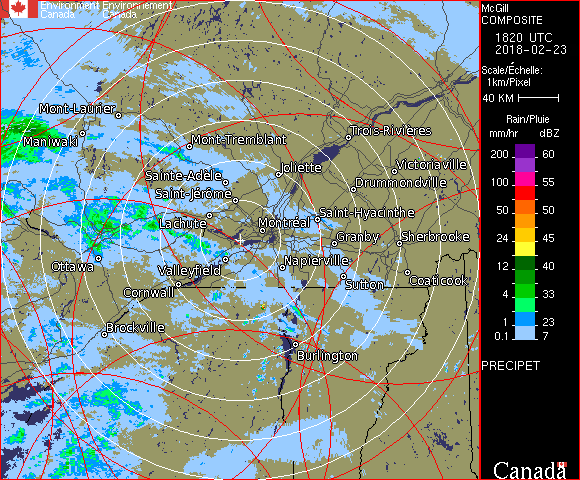 Environment Environnement
Canada Canada
McGill
COMPOSITE
1820 UTC
2018-02-23
Scale/Échelle:
1km/Pixel
40 KM
Rain/Pluie
mm/hr dBZ
200 60
100 55
50 50
24 45
12 40
4 33
1 23
0.1 7
PRECIPET
Canada
Mont-Laurier
Maniwaki
Mont-Tremblant
Trois-Rivières
Sainte-Adèle
Joliette
Victoriaville
Saint-Jérôme
Drummondville
Lachute
Montréal
Saint-Hyacinthe
Granby
Sherbrooke
Ottawa
Valleyfield
Napierville
Cornwall
Sutton
Coaticook
Brockville
Burlington